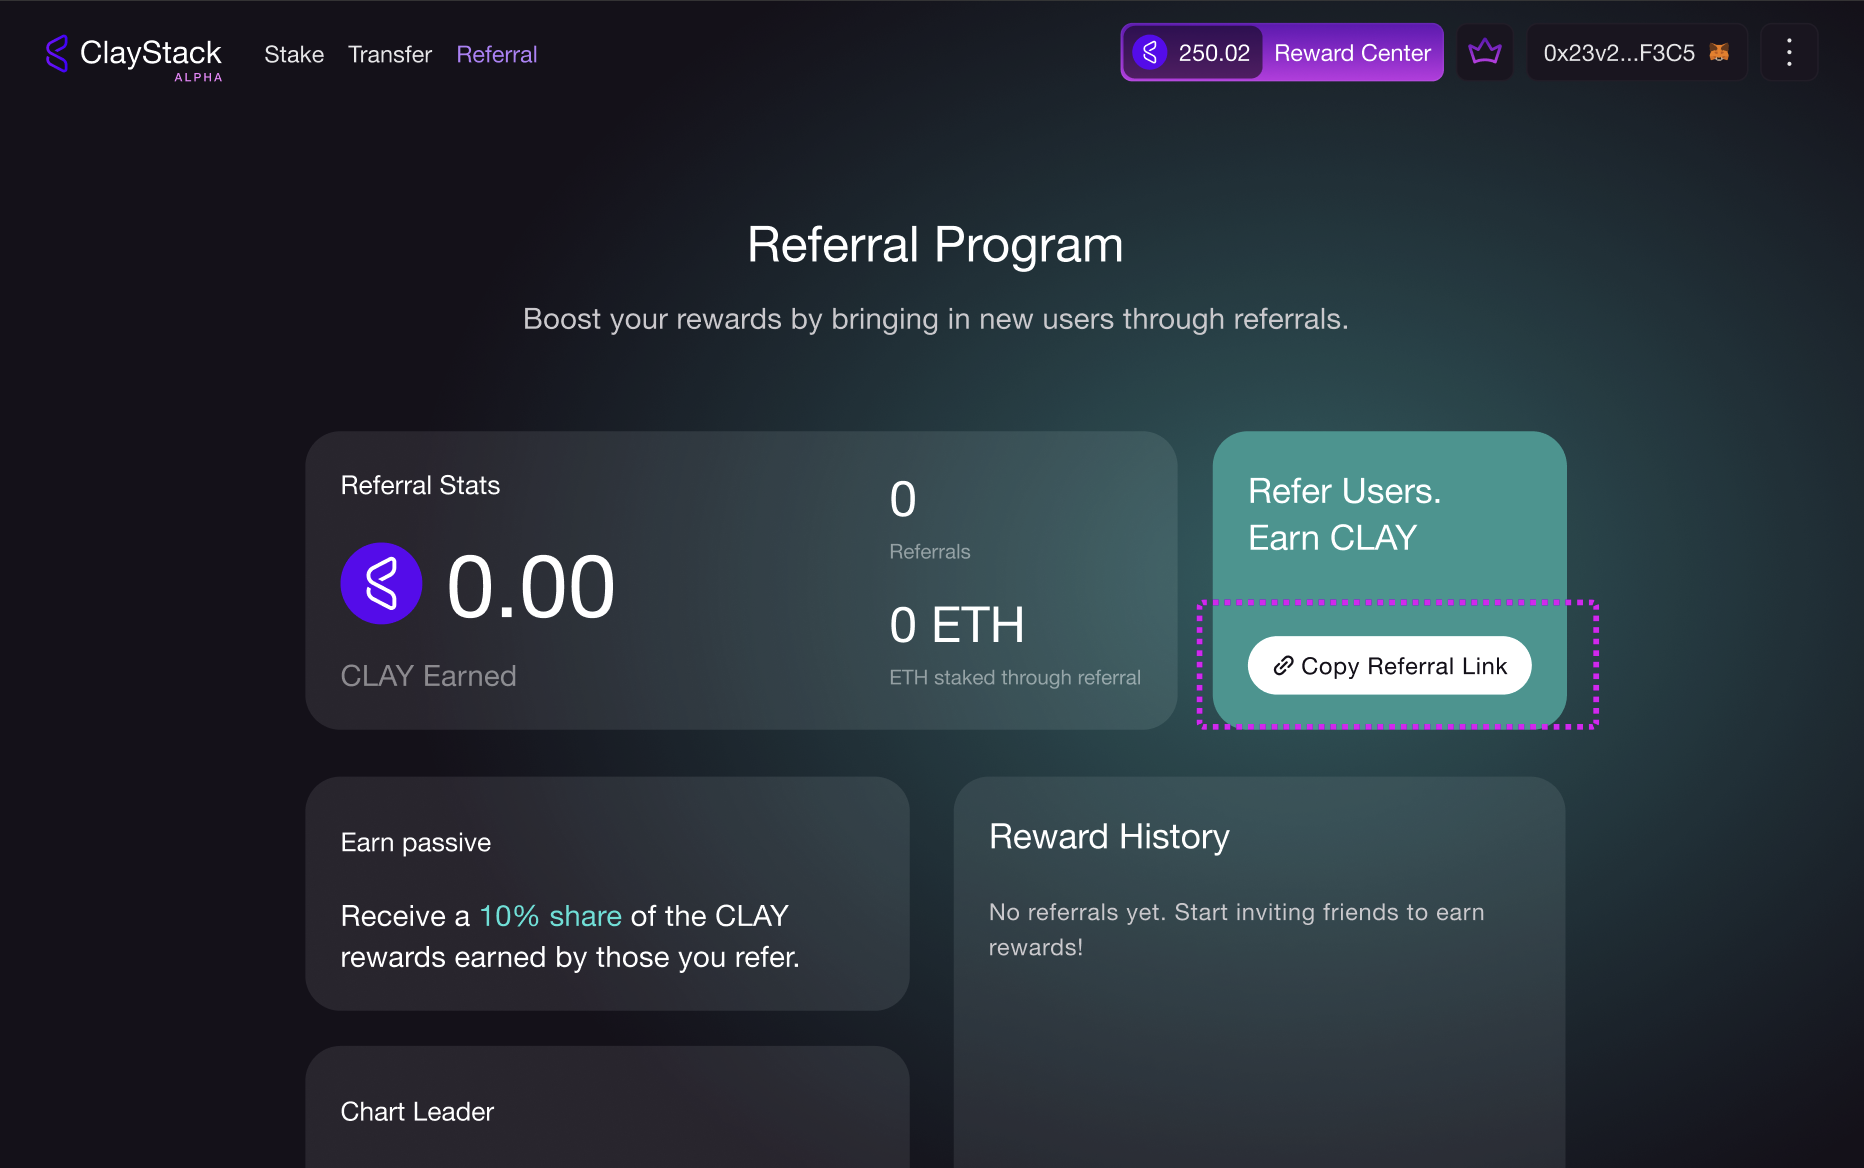 ClayStack
ALPHA
Stake
Transfer
Referral
250.02
Reward Center
0x23v2...F3C5
Referral Program
Boost your rewards by bringing in new users through referrals.
Referral Stats
0.00
CLAY Earned
0
Referrals
0 ETH
ETH staked through referral
Refer Users.
Earn CLAY
Copy Referral Link
Earn passive
Receive a 10% share of the CLAY
rewards earned by those you refer.
Reward History
No referrals yet. Start inviting friends to earn
rewards!
Chart Leader